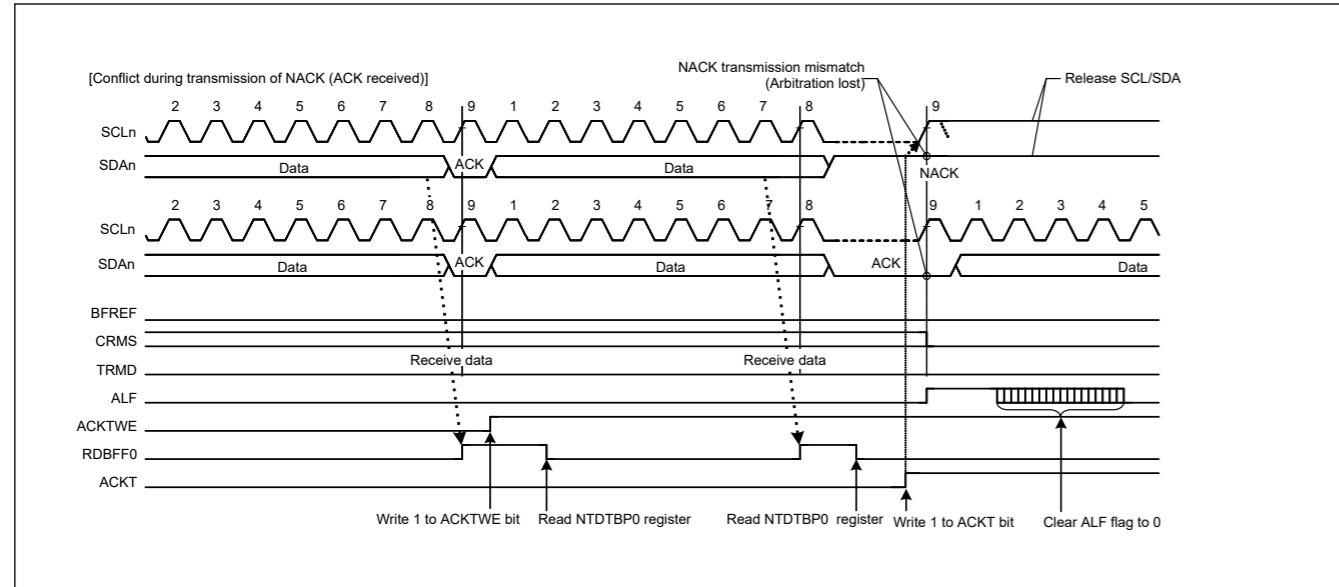 NACK transmission mismatch
(Arbitration lost)
[Conflict during transmission of NACK (ACK received)]
Release SCL/SDA
2 3 4 5 6 7 8 9 1 2 3 4 5 6 7 8 9
SCLn
SDAn Data ACK Data NACK
2 3 4 5 6 7 8 9 1 2 3 4 5 6 7 8 9 1 2 3 4 5
SCLn
SDAn Data ACK Data ACK Data
BFREF
CRMS
Receive data Receive data
TRMD
ALF
ACKTWE
RDBFF0
ACKT
Write 1 to ACKTWE bit Read NTDTBP0 register Read NTDTBP0 register Write 1 to ACKT bit Clear ALF flag to 0